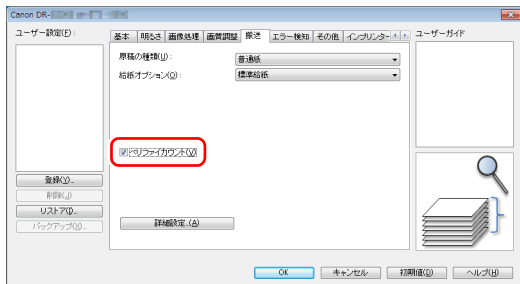 Canon DR-
ユーザー設定(F):
基本 明るさ 画像処理 画質調整 搬送 エラー検知 その他 インプリンター
ユーザーガイド
原稿の種類(U):
普通紙
給紙オプション(O):
標準給紙
ベリファイカウント(V)
登録(Y)...
削除(J)
リストア(I)...
バックアップ(X)...
詳細設定...(A)
OK キャンセル 初期値(D) ヘルプ(H)